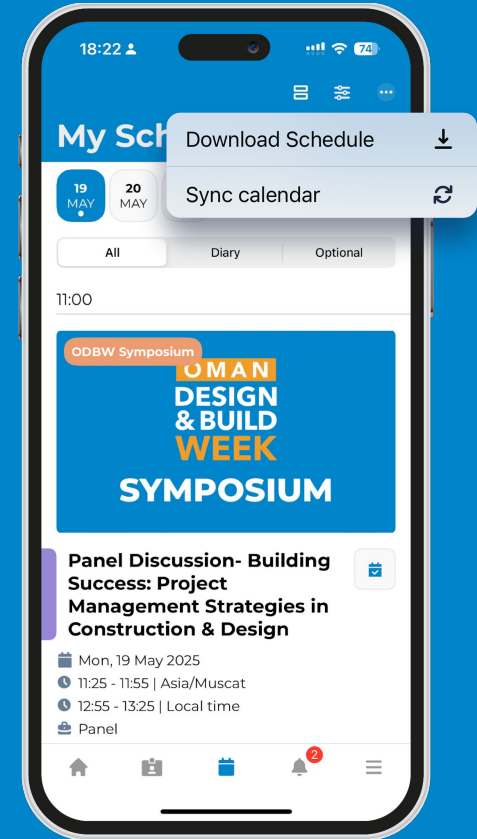 18:22
74
My Sch
Download Schedule
Sync calendar
19
MAY
20
MAY
All
Diary
Optional
11:00
ODBW Symposium
OMAN
DESIGN
& BUILD
WEEK
SYMPOSIUM
Panel Discussion- Building
Success: Project
Management Strategies in
Construction & Design
Mon, 19 May 2025
11:25 - 11:55 | Asia/Muscat
12:55 - 13:25 | Local time
Panel
2